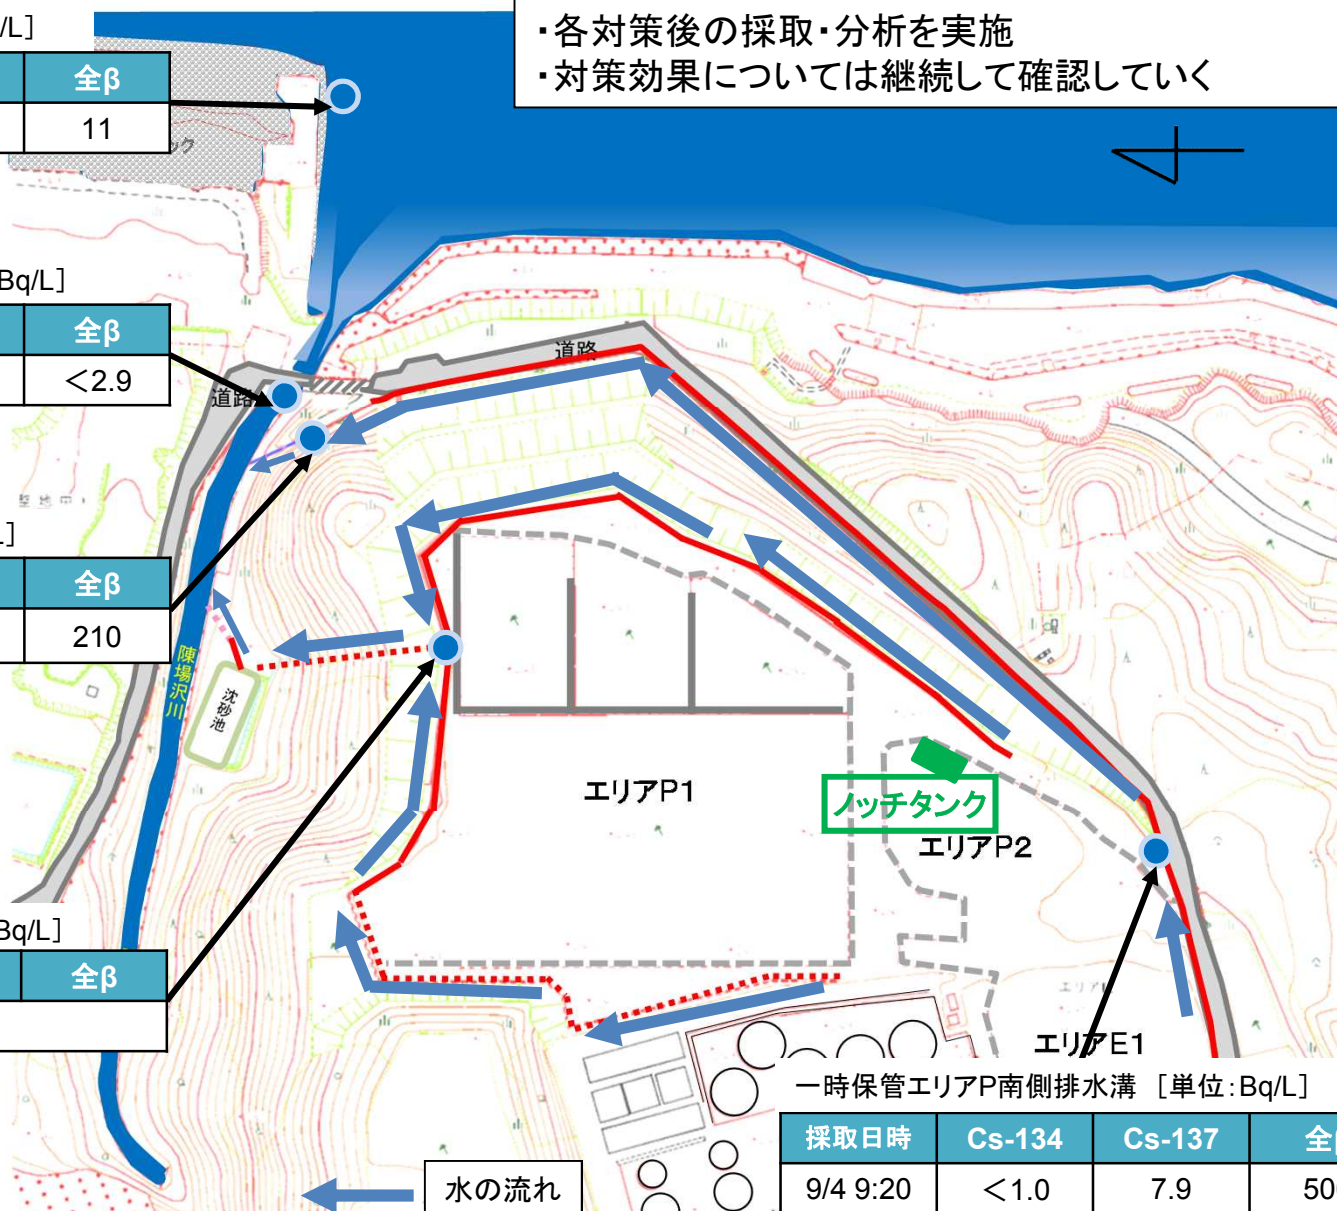 ・各対策後の採取・分析を実施
・対策効果については継続して確認していく
/L］
全β
11
ック
Bq/L］
全β
＜2.9
道路
道路
L］
全β
210
陳場沢川
沈砂池
エリアP1
ノッチタンク
エリアP2
Bq/L］
全β
エリアE1
一時保管エリアP南側排水溝 ［単位：Bq/L］
採取日時 Cs-134 Cs-137 全
9/4 9:20 ＜1.0 7.9
水の流れ